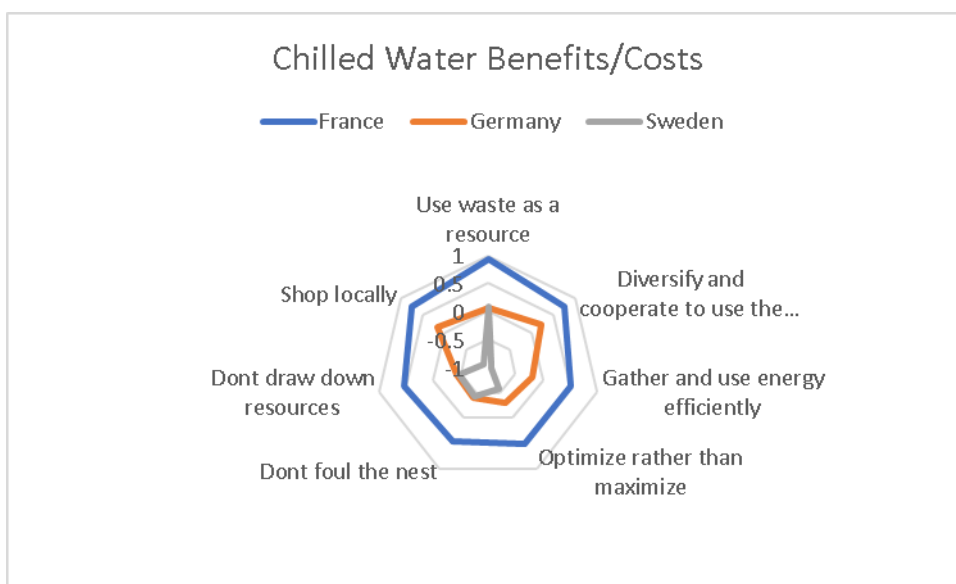 Chilled Water Benefits/Costs
France Germany Sweden
Use waste as a
resource
1
0.5
0
-0.5
-1
Diversify and
cooperate to use the...
Gather and use energy
efficiently
Optimize rather than
maximize
Dont foul the nest
Dont draw down
resources
Shop locally